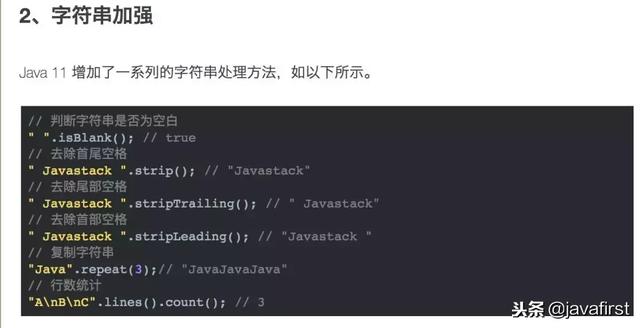 2、字符串加强
Java 11 增加了一系列的字符串处理方法，如以下所示。
// 判断字符串是否为空白
" ".isBlank(); // true
// 去除首尾空格
" Javastack ".strip(); // "Javastack"
// 去除尾部空格
" Javastack ".stripTrailing(); // " Javastack"
// 去除首部空格
" Javastack ".stripLeading(); // "Javastack "
// 复制字符串
"Java".repeat(3);// "JavaJavaJava"
// 行数统计
"A\nB\nC".lines().count(); // 3
头条 @javafirst